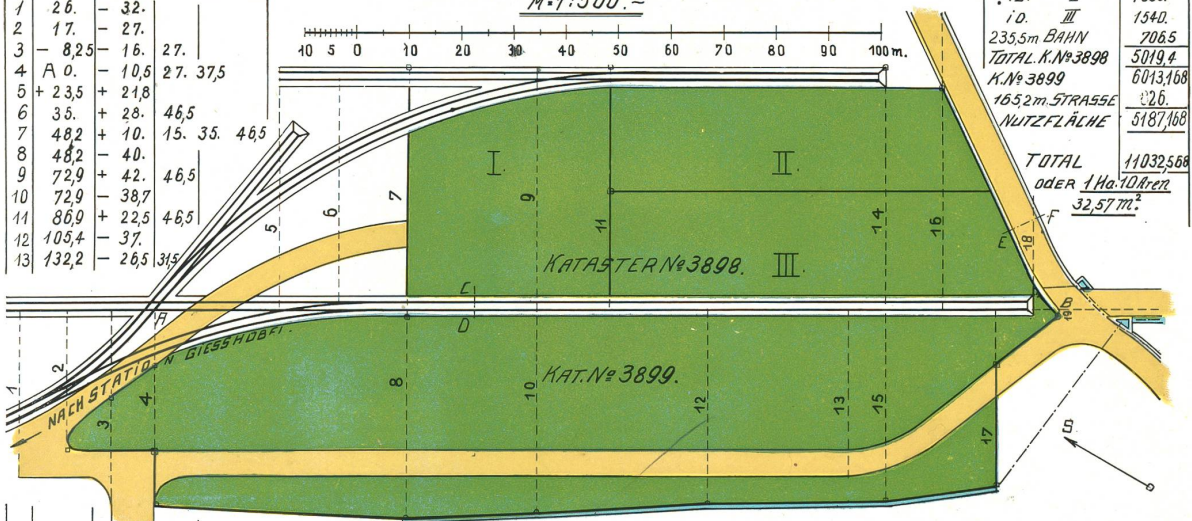 M=1:500.~
1 26. - 32.
2 17. - 27.
3 - 8,25 - 16. 27.
4 A 0. - 10,5 27. 37,5
5 + 23,5 + 21,8
6 35. + 28. 46,5
7 48,2 + 10. 15. 35. 46,5
8 48,2 - 40.
9 72,9 + 42. 46,5
10 72,9 - 38,7
11 86,9 + 22,5 46,5
12 105,4 - 37.
13 132,2 - 26,5 31,5
10 5 0 10 20 30 40 50 60 70 80 90 100 m.
ID. III 1540.
235,5m BAHN 706.5
TOTAL. K.No 3898 5019,4
K.No 3899 6013,168
165,2m. STRASSE 826.
NUTZFLÄCHE 5187,168
TOTAL 11032,568
ODER 1 Ha. 10 Aren
32,57 m².
I. II.
7 9 11 14 16
6
5
E F 18
KATASTER No 3898. III.
C
D
A
B
19
NACH STATION GIESSHÜBEL.
KAT. No 3899.
1 2 3 4 8 10 12 13 15 17
S